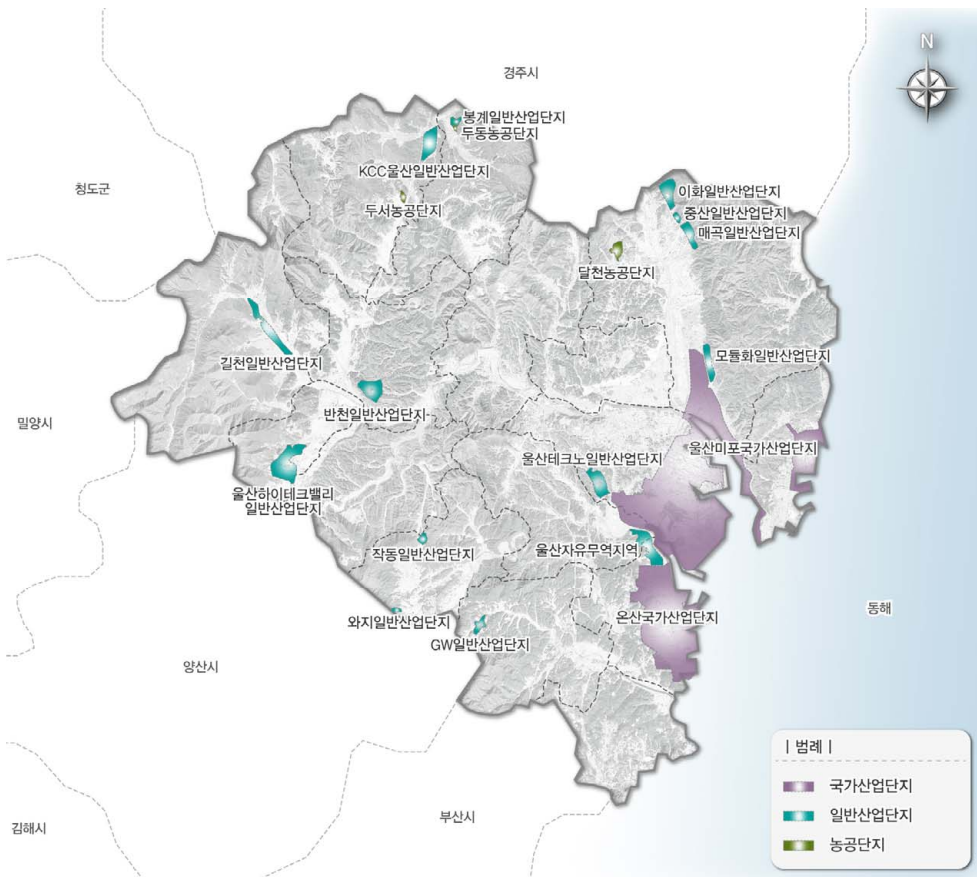 N
경주시
봉계일반산업단지
두동농공단지
KCC울산일반산업단지
이화일반산업단지
청도군
두서농공단지
중산일반산업단지
매곡일반산업단지
달천농공단지
모듈화일반산업단지
길천일반산업단지
반천일반산업단지
밀양시
울산미포국가산업단지
울산테크노일반산업단지
울산하이테크밸리
일반산업단지
작동일반산업단지
울산자유무역지역
동해
와지일반산업단지
온산국가산업단지
GW일반산업단지
양산시
| 범례 |
국가산업단지
부산시
일반산업단지
김해시
농공단지